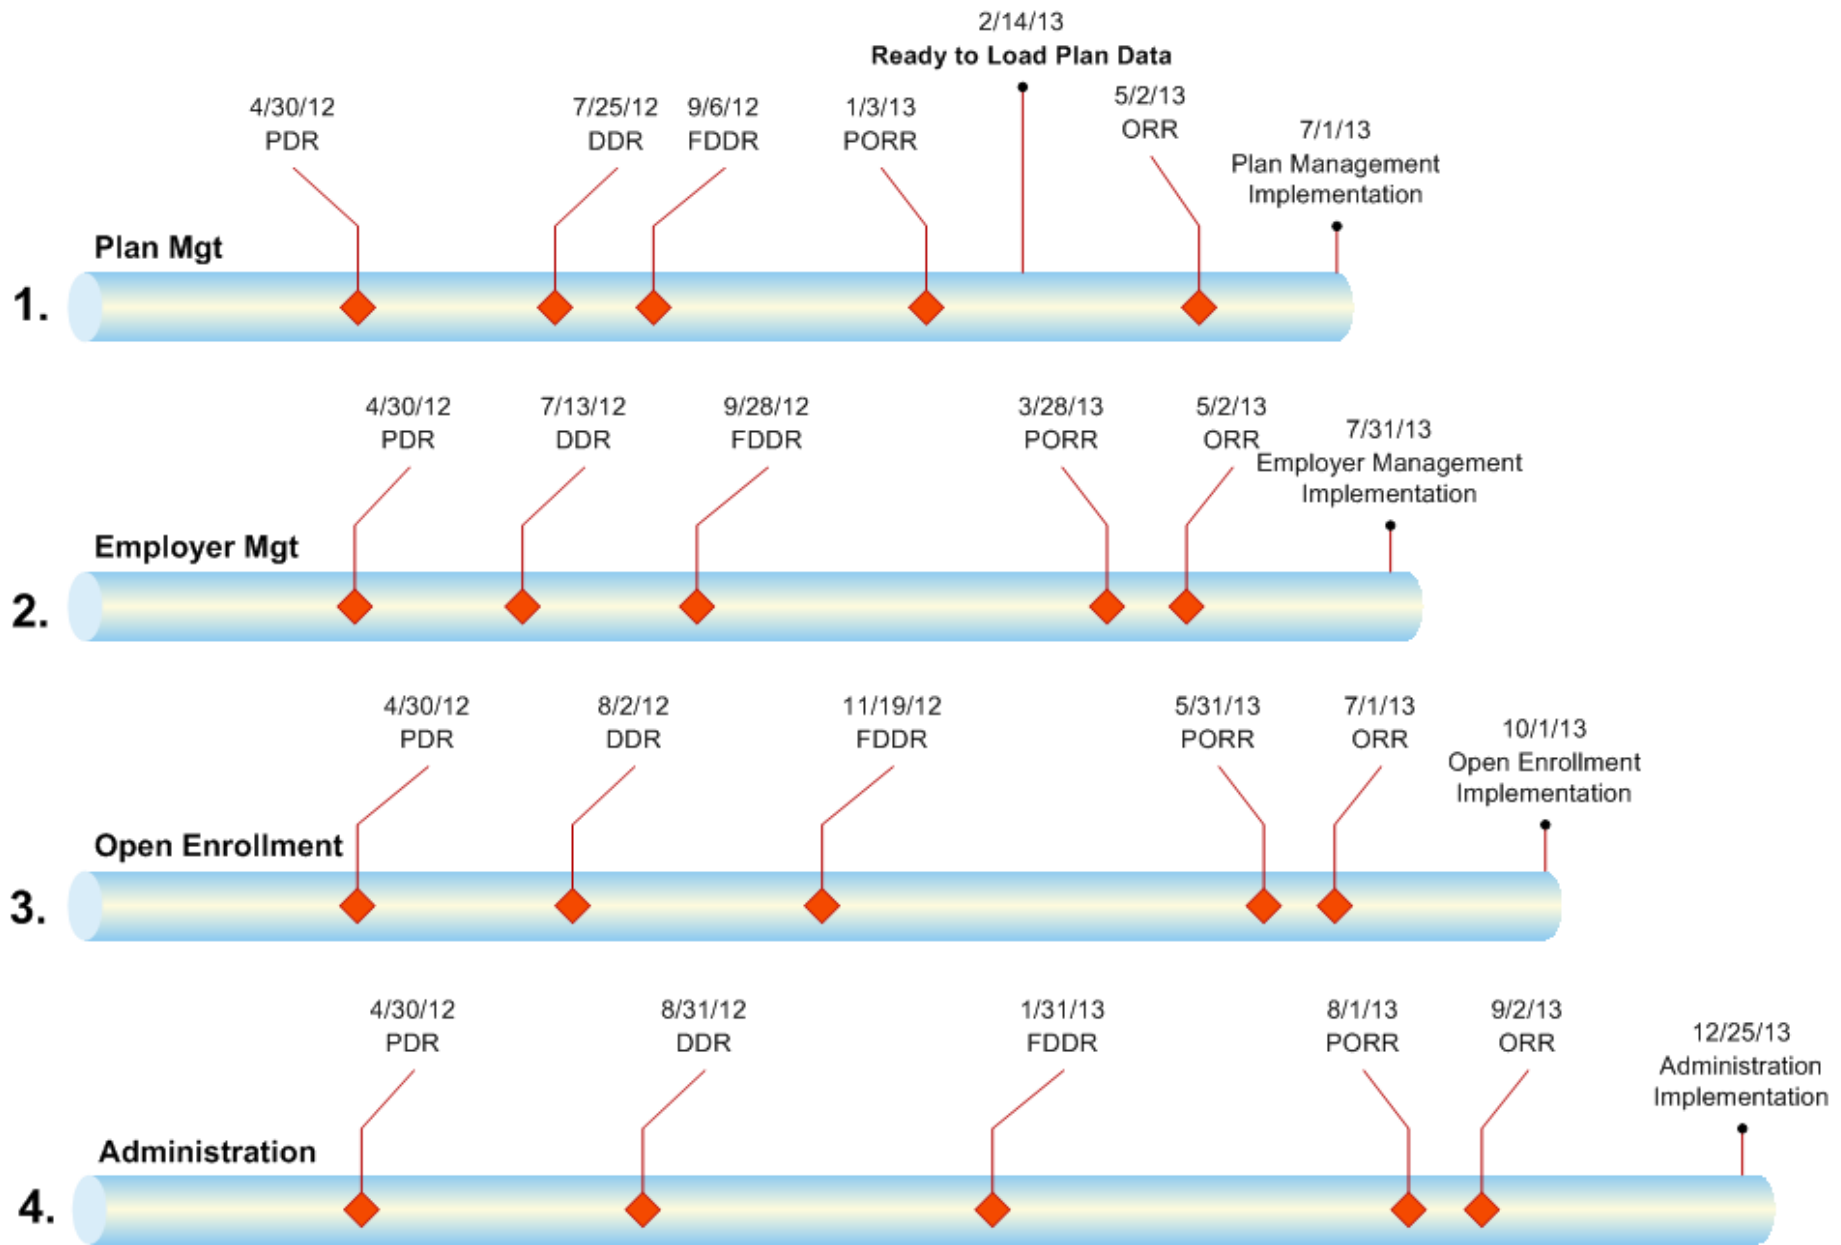 2/14/13
Ready to Load Plan Data
4/30/12
PDR
7/25/12
DDR
9/6/12
FDDR
1/3/13
PORR
5/2/13
ORR
7/1/13
Plan Management
Implementation
Plan Mgt
1.
4/30/12
PDR
7/13/12
DDR
9/28/12
FDDR
3/28/13
PORR
5/2/13
ORR
7/31/13
Employer Management
Implementation
Employer Mgt
2.
4/30/12
PDR
8/2/12
DDR
11/19/12
FDDR
5/31/13
PORR
7/1/13
ORR
10/1/13
Open Enrollment
Implementation
Open Enrollment
3.
4/30/12
PDR
8/31/12
DDR
1/31/13
FDDR
8/1/13
PORR
9/2/13
ORR
12/25/13
Administration
Implementation
Administration
4.